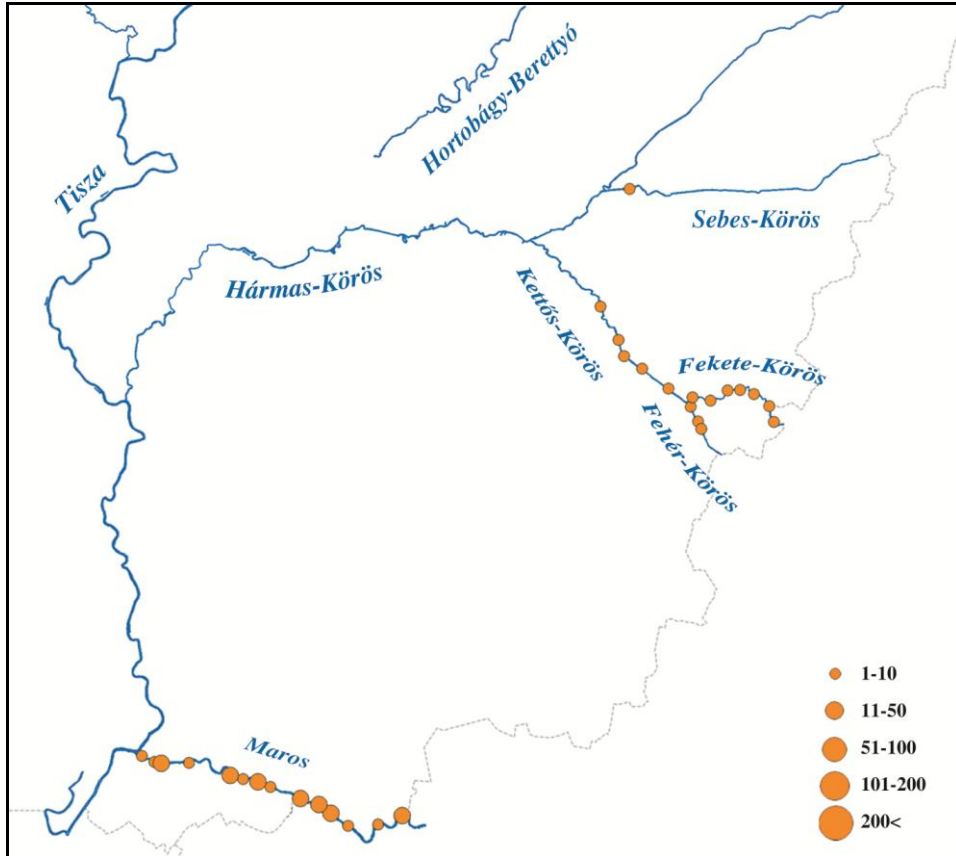 Hortobágy-Berettyó
Tisza
Sebes-Körös
Hármas-Körös
Kettős-Körös
Fekete-Körös
Fehér-Körös
Maros
1-10
11-50
51-100
101-200
200<